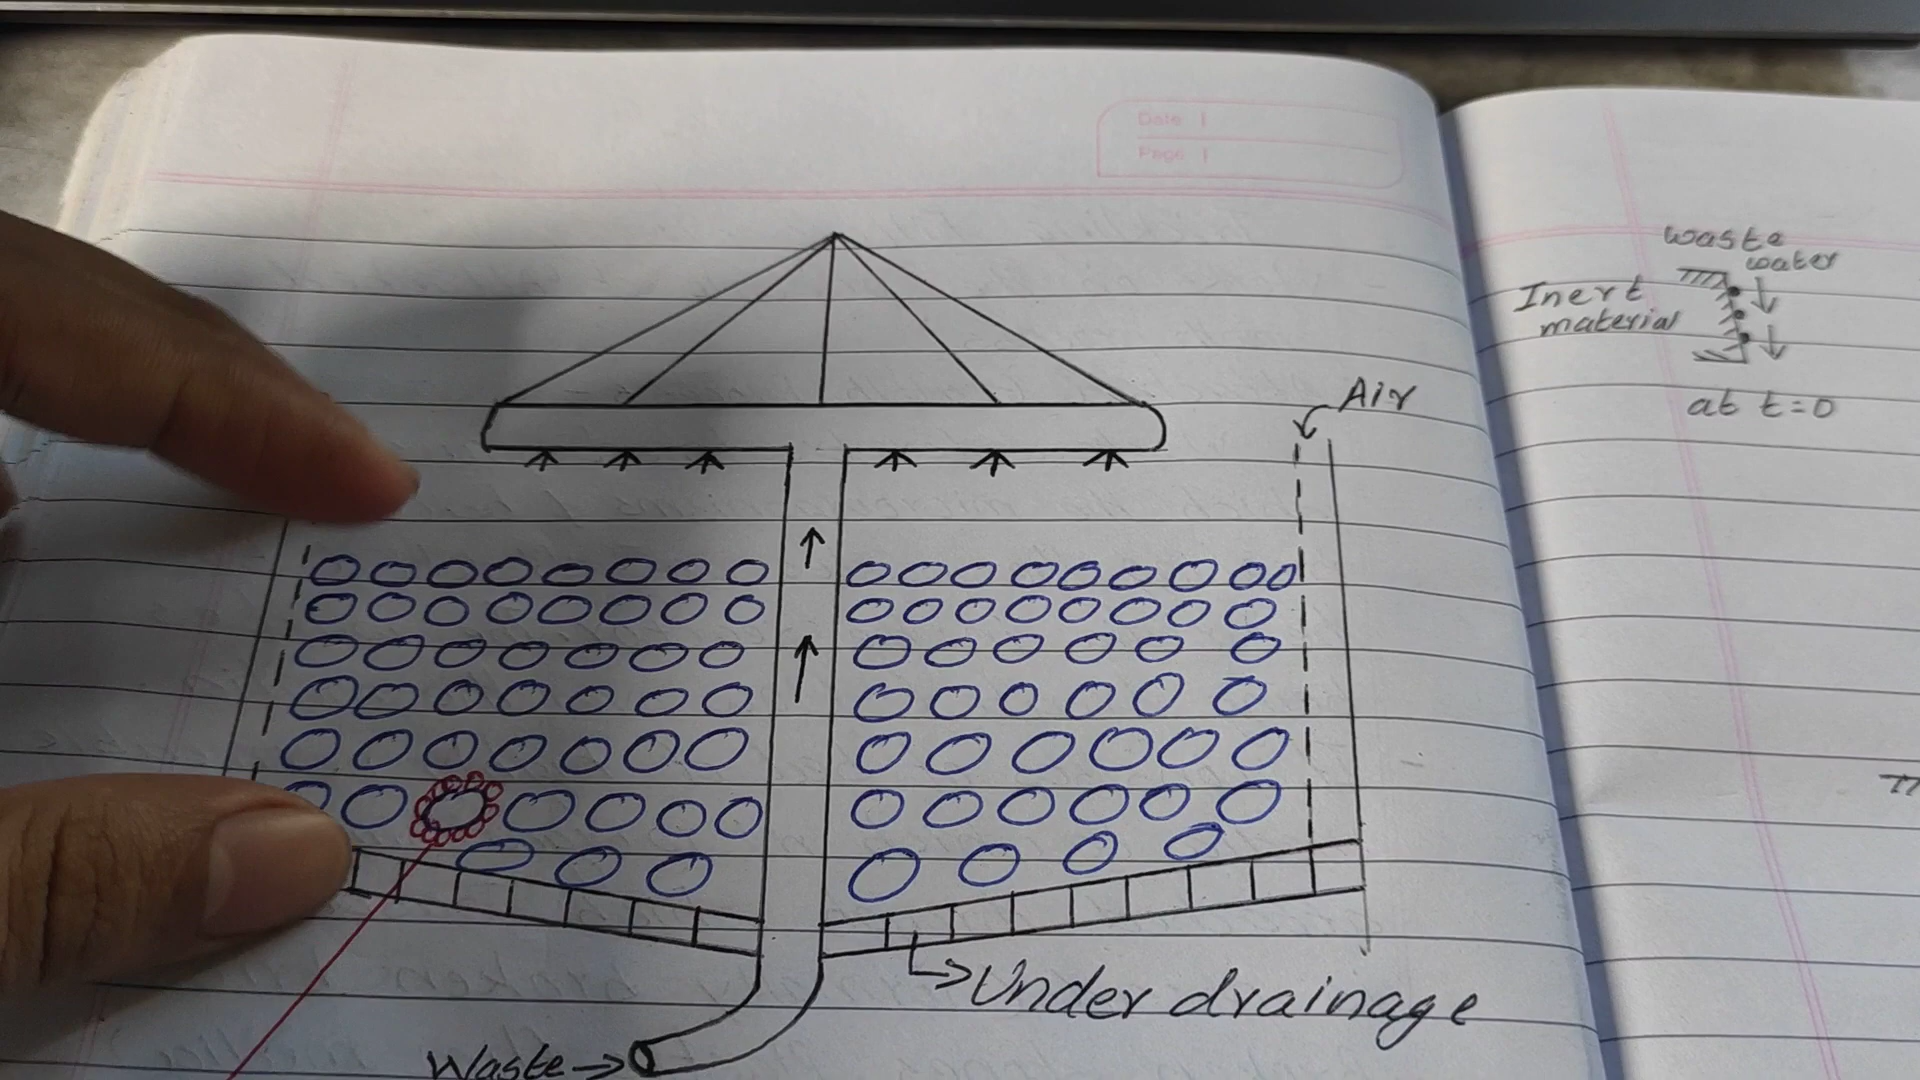 Date
Page
waste
water
Inert
material
at t=0
Air
Under drainage
Waste